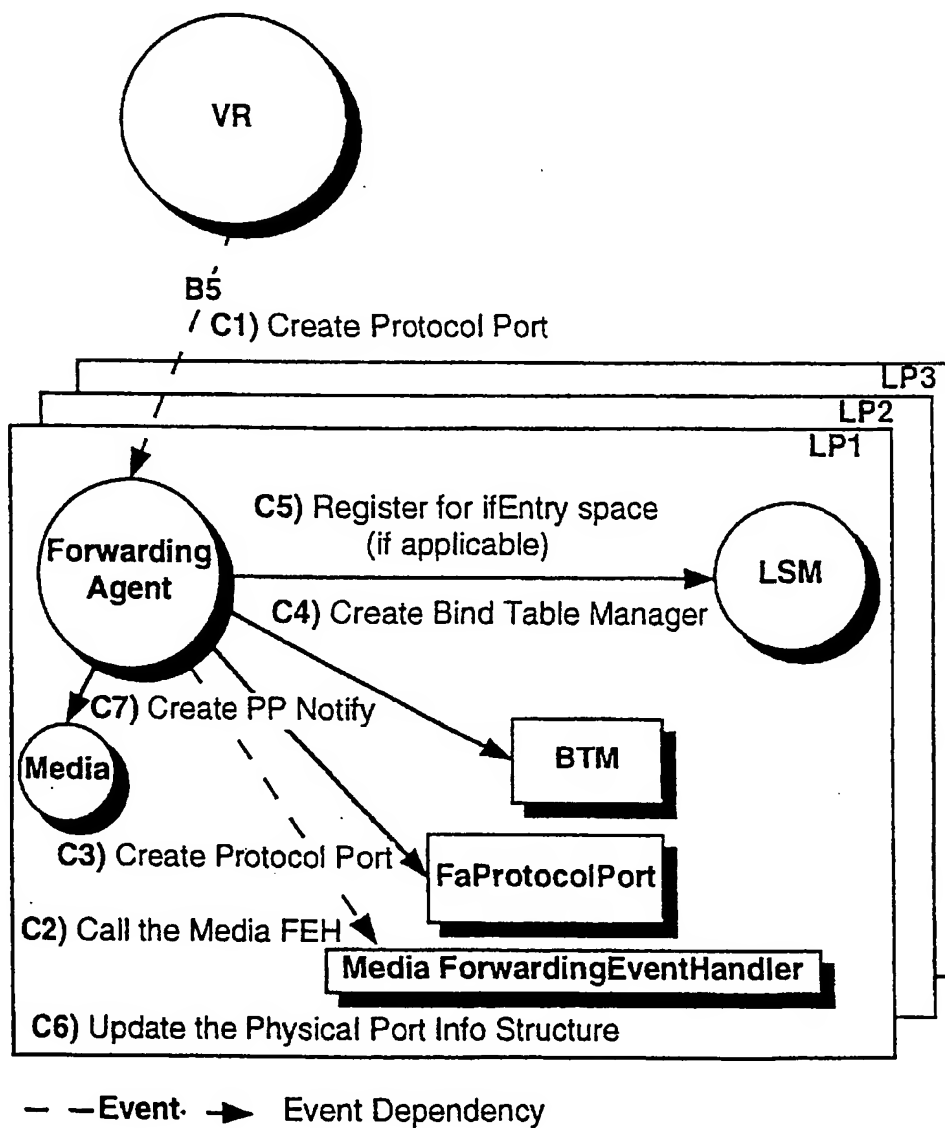 VR
B5
C1) Create Protocol Port
LP3
LP2
LP1
C5) Register for ifEntry space
(if applicable)
Forwarding
Agent
LSM
C4) Create Bind Table Manager
C7) Create PP Notify
BTM
Media
C3) Create Protocol Port
FaProtocolPort
C2) Call the Media FEH
Media ForwardingEventHandler
C6) Update the Physical Port Info Structure
Event Event Dependency